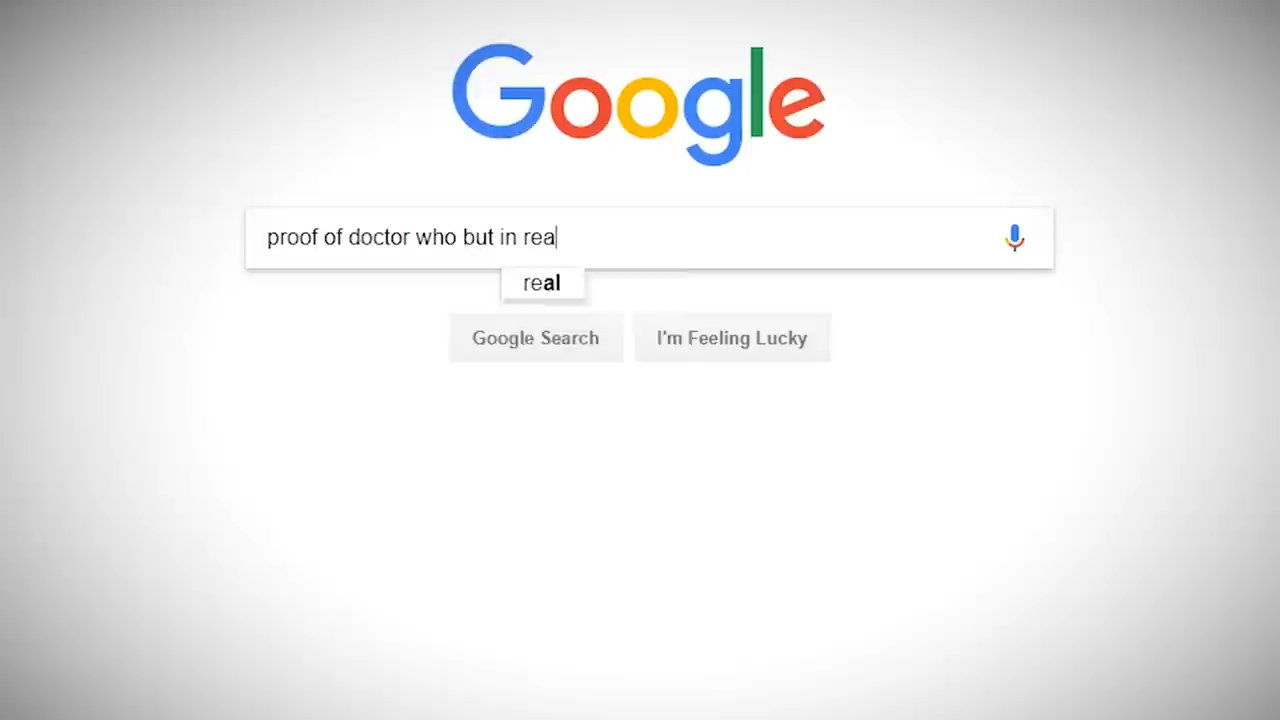 Google
proof of doctor who but in rea
real
Google Search
I'm Feeling Lucky